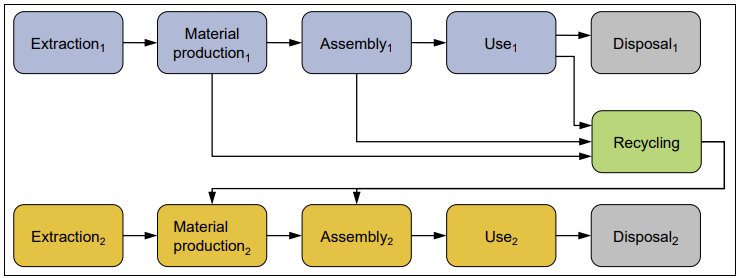 Extraction₁
Material
production₁
Assembly₁
Use₁
Disposal₁
Recycling
Extraction₂
Material
production₂
Assembly₂
Use₂
Disposal₂